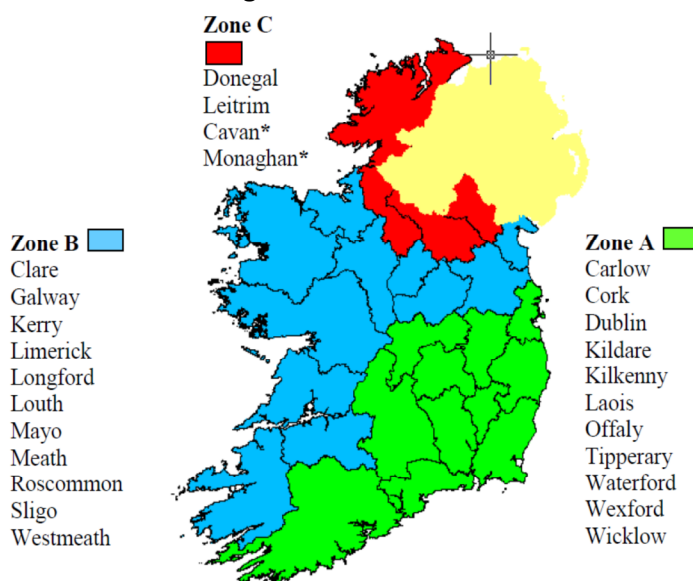 Zone C
Donegal
Leitrim
Cavan*
Monaghan*
Zone B
Clare
Galway
Kerry
Limerick
Longford
Louth
Mayo
Meath
Roscommon
Sligo
Westmeath
Zone A
Carlow
Cork
Dublin
Kildare
Kilkenny
Laois
Offaly
Tipperary
Waterford
Wexford
Wicklow